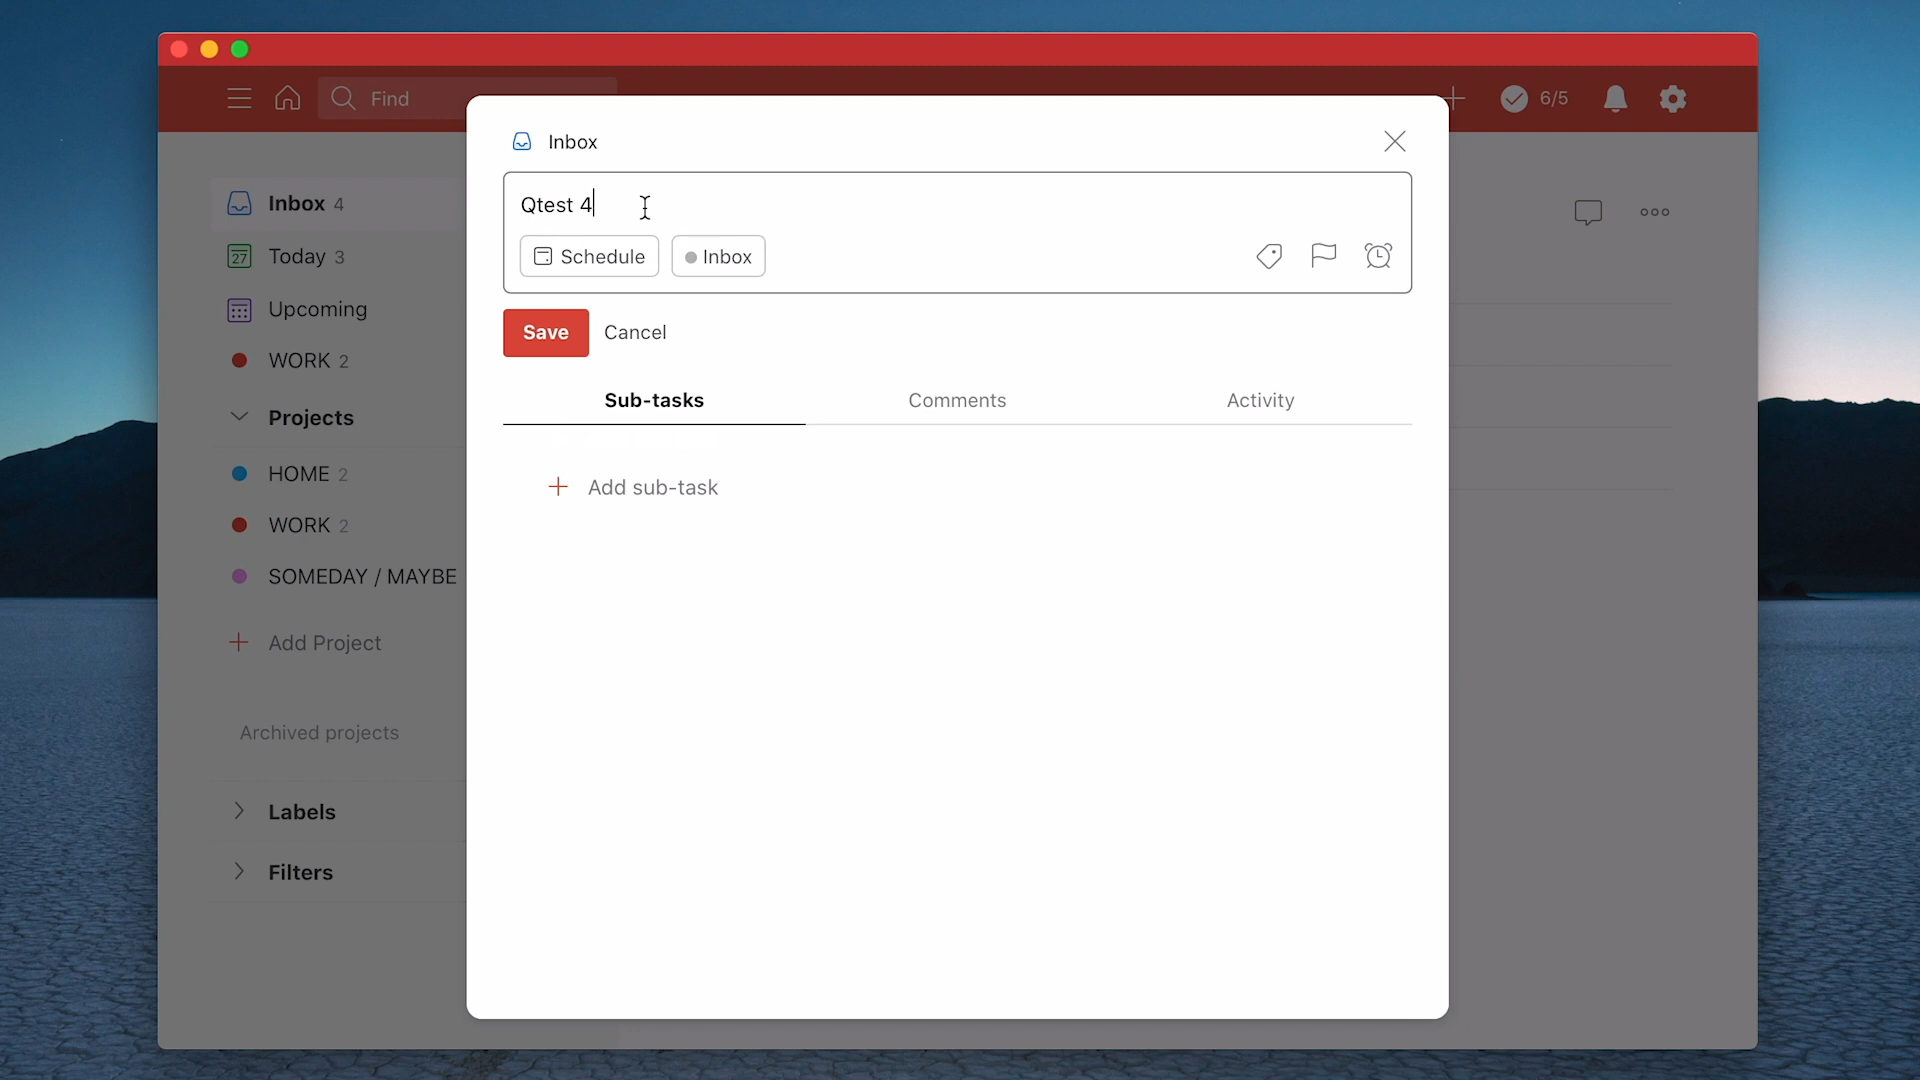 Find
6/5
Inbox
Qtest 4
Schedule
Inbox
Save
Cancel
Sub-tasks
Comments
Activity
Add sub-task
Inbox 4
27
Today 3
Upcoming
WORK 2
Projects
HOME 2
WORK 2
SOMEDAY / MAYBE
Add Project
Archived projects
Labels
Filters